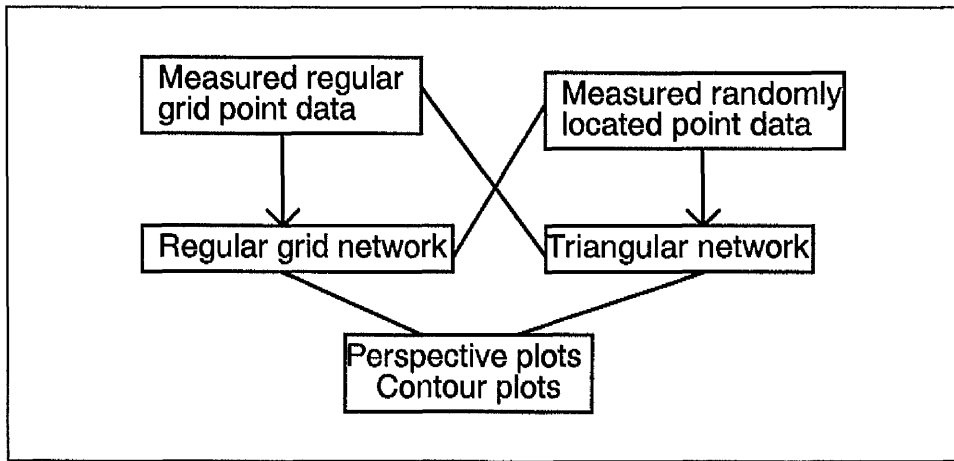 Measured regular
grid point data
Measured randomly
located point data
Regular grid network
Triangular network
Perspective plots
Contour plots